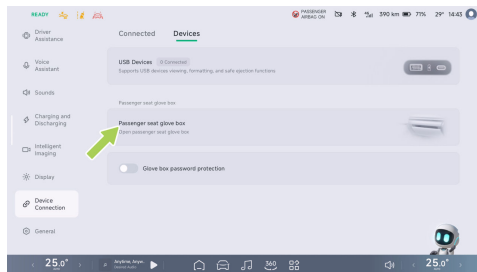 READY
PASSENGER
AIRBAG ON
390 km
71%
29°
14:43
Driver
Assistance
Voice
Assistant
Sounds
Charging and
Discharging
Intelligent
Imaging
Display
Device
Connection
General
Connected
Devices
USB Devices
0 Connected
Supports USB devices viewing, formatting, and safe ejection functions
Passenger seat glove box
Passenger seat glove box
Open passenger seat glove box
Glove box password protection
25.0°
Anytime, Anyw..
360
25.0°